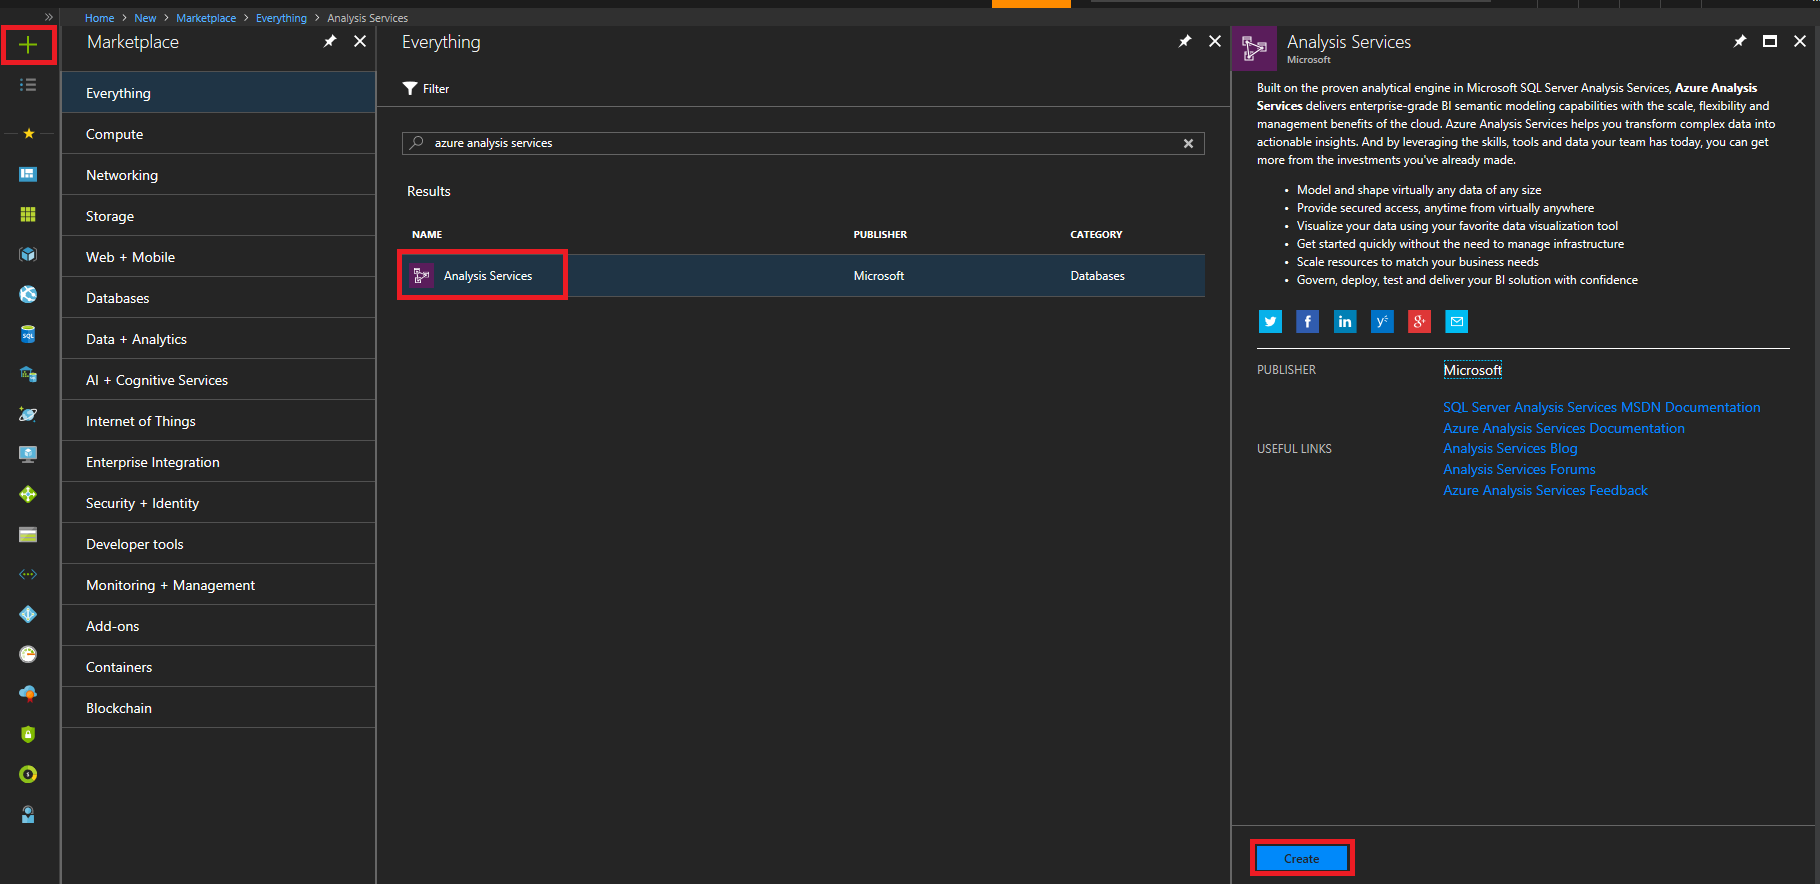 Home > New > Marketplace > Everything > Analysis Services
Marketplace
Everything
Compute
Networking
Storage
Web + Mobile
Databases
Data + Analytics
AI + Cognitive Services
Internet of Things
Enterprise Integration
Security + Identity
Developer tools
Monitoring + Management
Add-ons
Containers
Blockchain
Everything
Filter
azure analysis services
Results
NAME PUBLISHER CATEGORY
Analysis Services Microsoft Databases
Analysis Services
Microsoft
Built on the proven analytical engine in Microsoft SQL Server Analysis Services, Azure Analysis
Services delivers enterprise-grade BI semantic modeling capabilities with the scale, flexibility and
management benefits of the cloud. Azure Analysis Services helps you transform complex data into
actionable insights. And by leveraging the skills, tools and data your team has today, you can get
more from the investments you've already made.
• Model and shape virtually any data of any size
• Provide secured access, anytime from virtually anywhere
• Visualize your data using your favorite data visualization tool
• Get started quickly without the need to manage infrastructure
• Scale resources to match your business needs
• Govern, deploy, test and deliver your BI solution with confidence
PUBLISHER Microsoft
USEFUL LINKS
SQL Server Analysis Services MSDN Documentation
Azure Analysis Services Documentation
Analysis Services Blog
Analysis Services Forums
Azure Analysis Services Feedback
Create